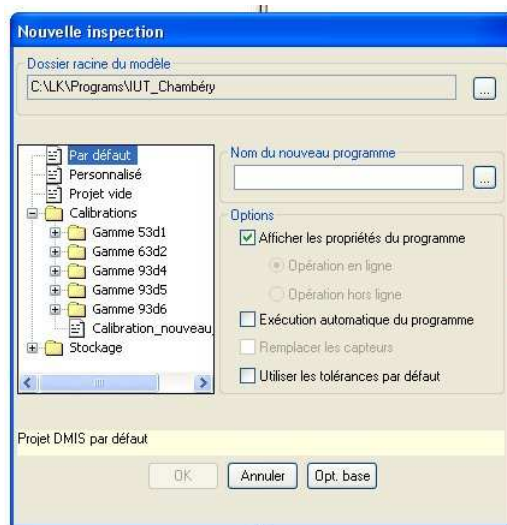 Nouvelle inspection
Dossier racine du modèle
C:\LK\Programs\IUT_Chambéry
...
Par défaut
Personnalisé
Projet vide
Calibrations
Gamme 53d1
Gamme 63d2
Gamme 93d4
Gamme 93d5
Gamme 93d6
Calibration_nouveau_
Stockage
Nom du nouveau programme
...
Options
Afficher les propriétés du programme
Opération en ligne
Opération hors ligne
Exécution automatique du programme
Remplacer les capteurs
Utiliser les tolérances par défaut
Projet DMIS par défaut
OK
Annuler
Opt. base